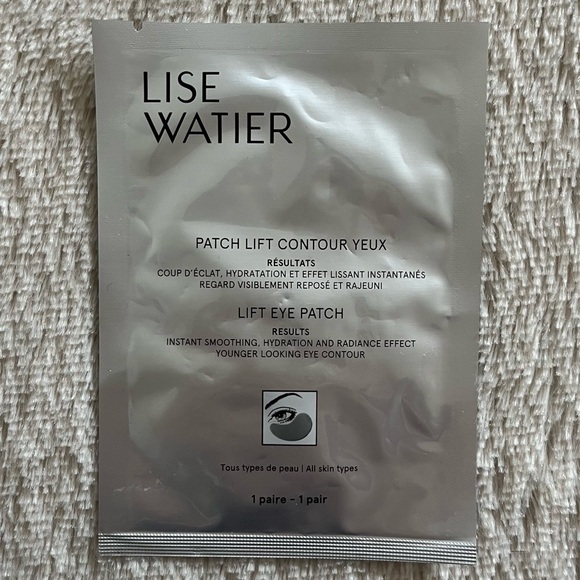 LISE
WATIER
PATCH LIFT CONTOUR YEUX
RÉSULTATS
COUP D'ÉCLAT, HYDRATATION ET EFFET LISSANT INSTANTANÉS
REGARD VISIBLEMENT REPOSÉ ET RAJEUNI
LIFT EYE PATCH
RESULTS
INSTANT SMOOTHING, HYDRATION AND RADIANCE EFFECT
YOUNGER LOOKING EYE CONTOUR
Tous types de peau | All skin types
1 paire - 1 pair